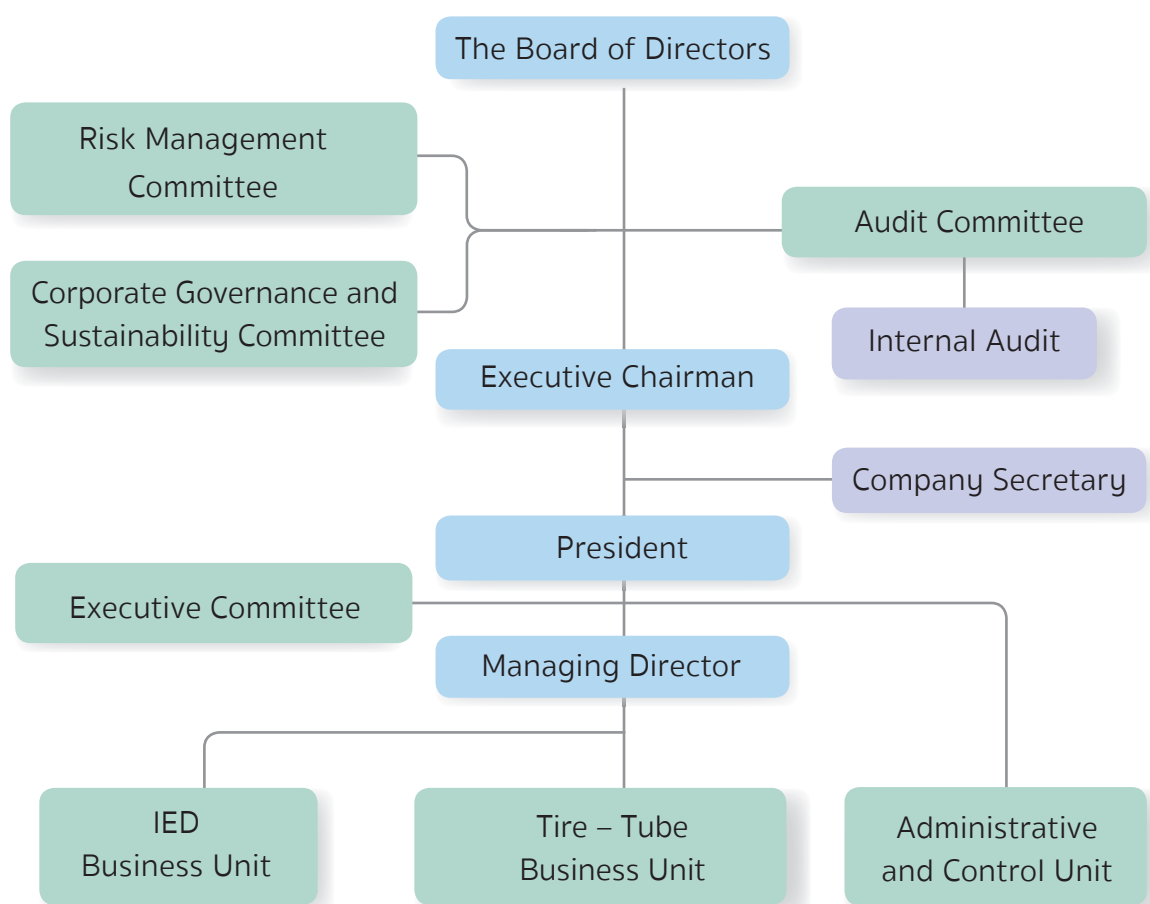 The Board of Directors
Risk Management
Committee
Audit Committee
Corporate Governance and
Sustainability Committee
Internal Audit
Executive Chairman
Company Secretary
President
Executive Committee
Managing Director
IED
Business Unit
Tire – Tube
Business Unit
Administrative
and Control Unit